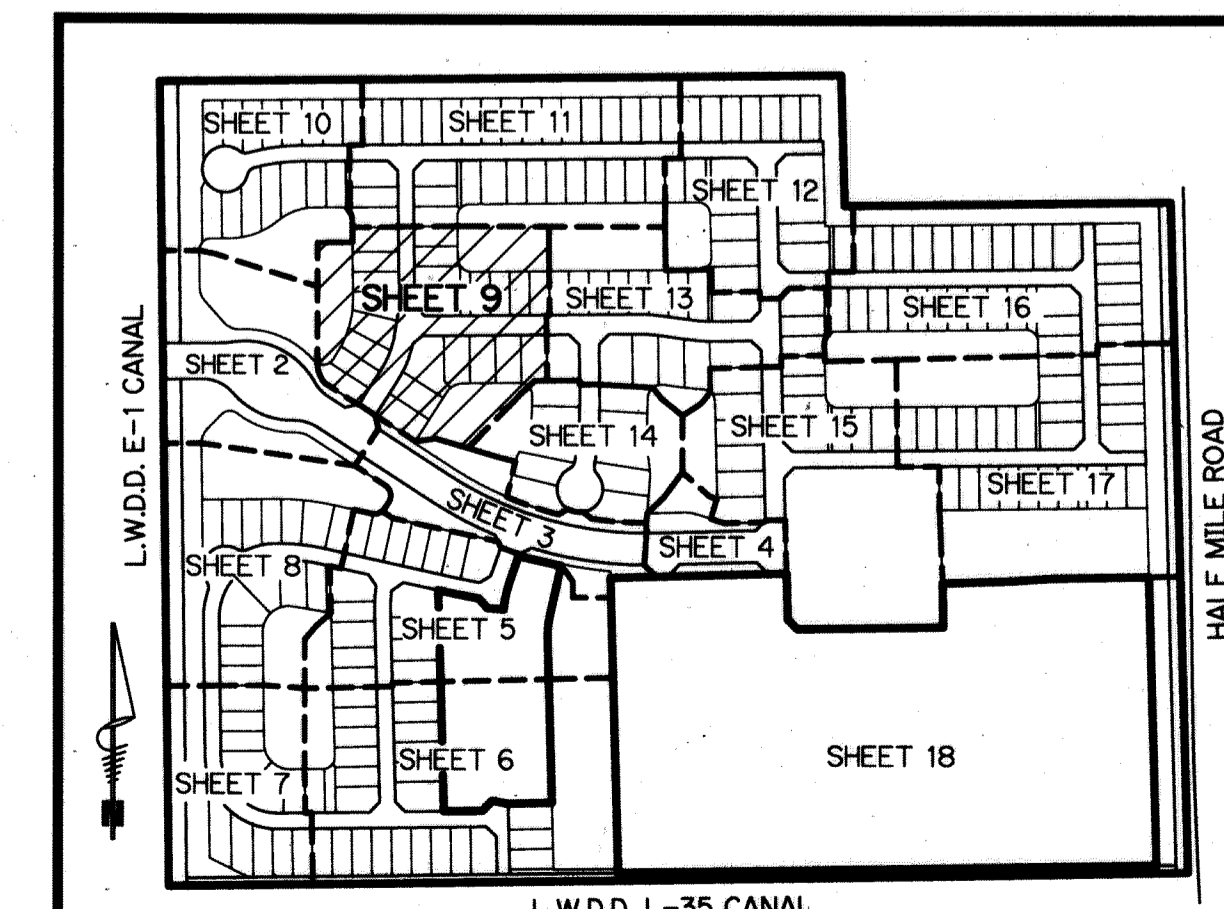 SHEET 10
SHEET 11
SHEET 12
SHEET 9
SHEET 13
SHEET 16
SHEET 2
SHEET 14
SHEET 15
SHEET 17
SHEET 3
SHEET 4
SHEET 8
SHEET 5
SHEET 6
SHEET 7
SHEET 18
L.W.D.D. E-1 CANAL
HALF MILE ROAD
L.W.D.D. L-35 CANAL